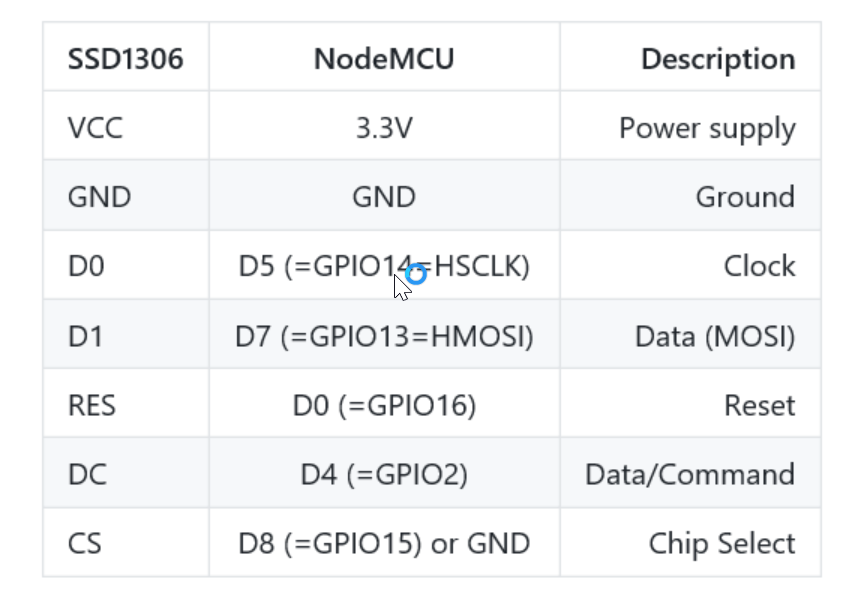 SSD1306 NodeMCU Description
VCC 3.3V Power supply
GND GND Ground
D0 D5 (=GPIO14=HSCLK) Clock
D1 D7 (=GPIO13=HMOSI) Data (MOSI)
RES D0 (=GPIO16) Reset
DC D4 (=GPIO2) Data/Command
CS D8 (=GPIO15) or GND Chip Select